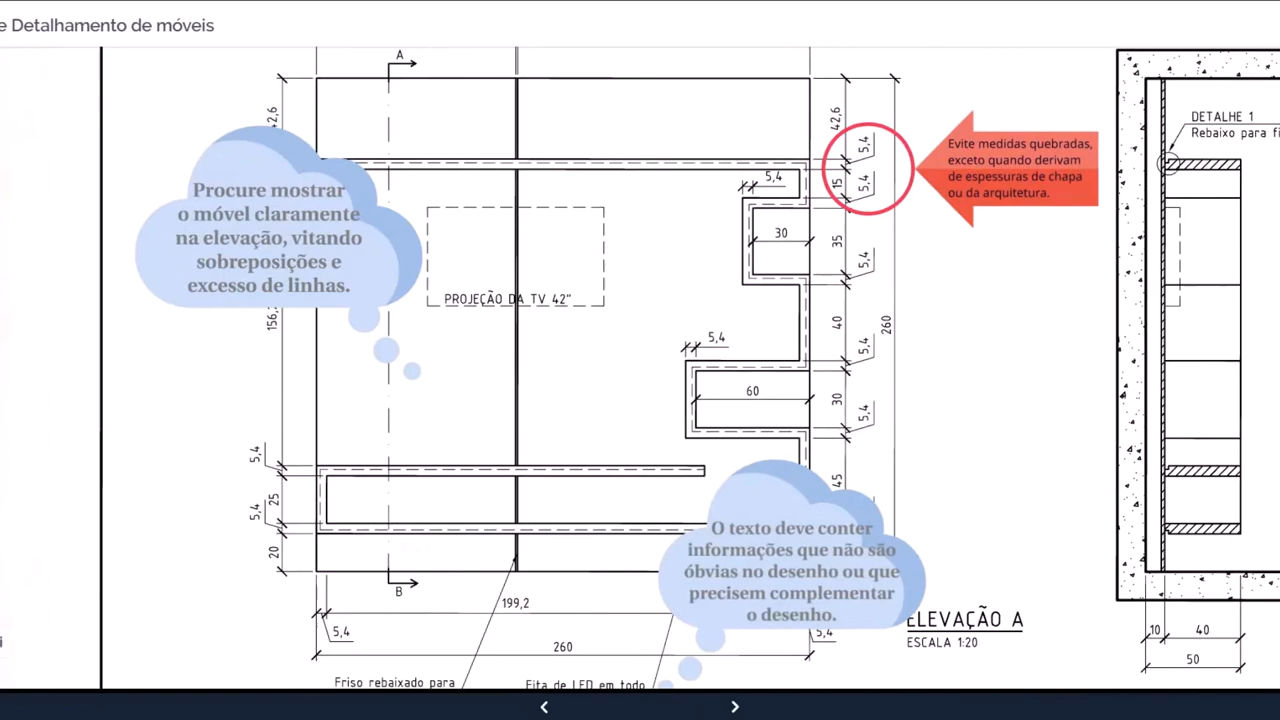 e Detalhamento de móveis
A
42,6
Procure mostrar
o móvel claramente
na elevação, vitando
sobreposições e
excesso de linhas.
42,6
5,4
5,4
15
5,4
30
35
5,4
PROJEÇÃO DA TV 42"
5,4
40
5,4
60
30
5,4
260
45
5,4
25
5,4
20
Evite medidas quebradas,
exceto quando derivam
de espessuras de chapa
ou da arquitetura.
DETALHE 1
Rebaixo para fi
O texto deve conter
informações que não são
óbvias no desenho ou que
precisem complementar
o desenho.
B
199,2
5,4
5,4
260
ELEVAÇÃO A
ESCALA 1:20
10
40
50
Friso rebaixado para
Fita de LED em todo